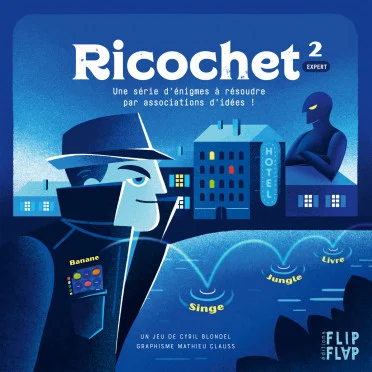 Ricochet 2
EXPERT
Une série d'énigmes à résoudre
par associations d'idées !
HOTEL
Banane
Singe
Jungle
Livre
UN JEU DE CYRIL BLONDEL
GRAPHISME MATHIEU CLAUSS
éditions
FLIP
FLAP